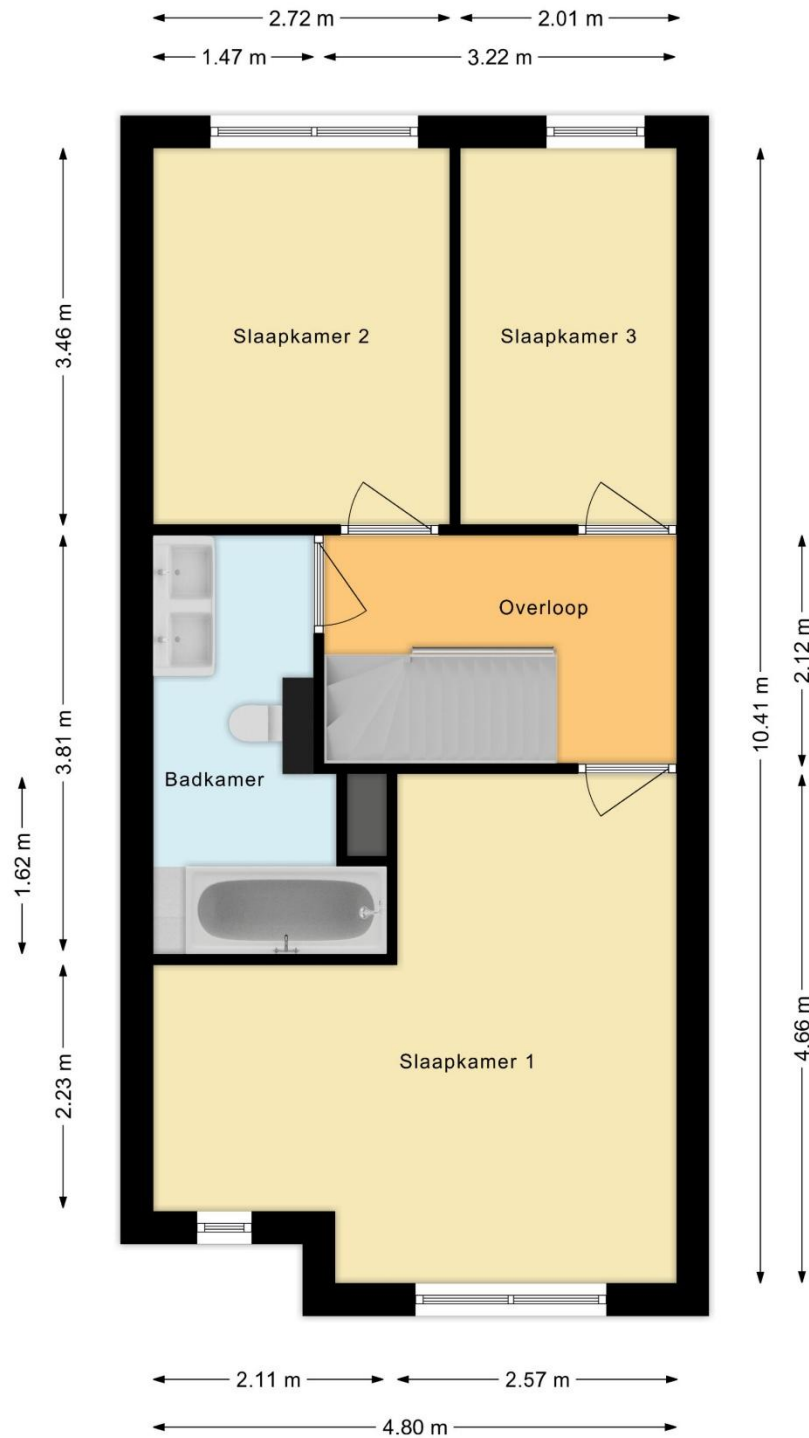 2.72 m
2.01 m
1.47 m
3.22 m
3.46 m
Slaapkamer 2
Slaapkamer 3
Overloop
2.12 m
10.41 m
3.81 m
Badkamer
1.62 m
4.66 m
Slaapkamer 1
2.23 m
2.11 m
2.57 m
4.80 m